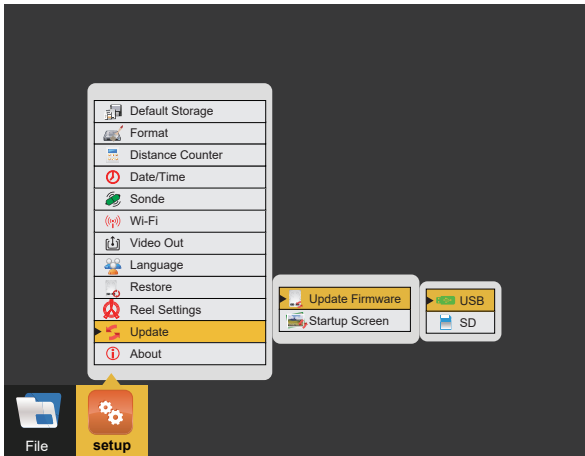 Default Storage
Format
Distance Counter
Date/Time
Sonde
Wi-Fi
Video Out
Language
Restore
Reel Settings
Update
About
Update Firmware
Startup Screen
USB
SD
File
setup